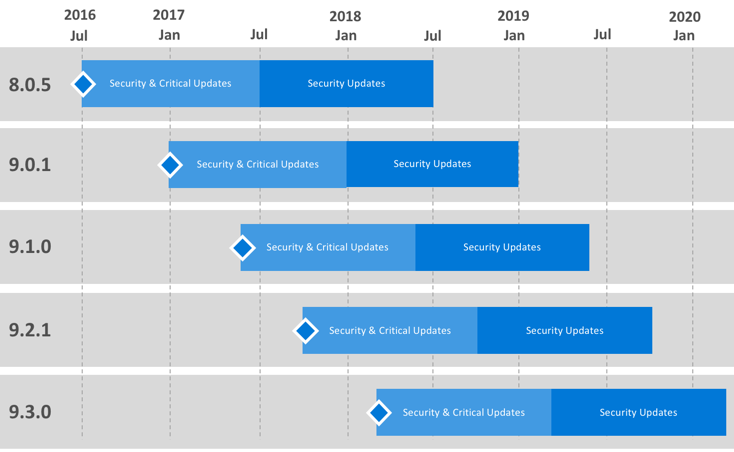 2016 2017 2018 2019 2020
Jul Jan Jul Jan Jul Jan Jul Jan
8.0.5 Security & Critical Updates Security Updates
9.0.1 Security & Critical Updates Security Updates
9.1.0 Security & Critical Updates Security Updates
9.2.1 Security & Critical Updates Security Updates
9.3.0 Security & Critical Updates Security Updates